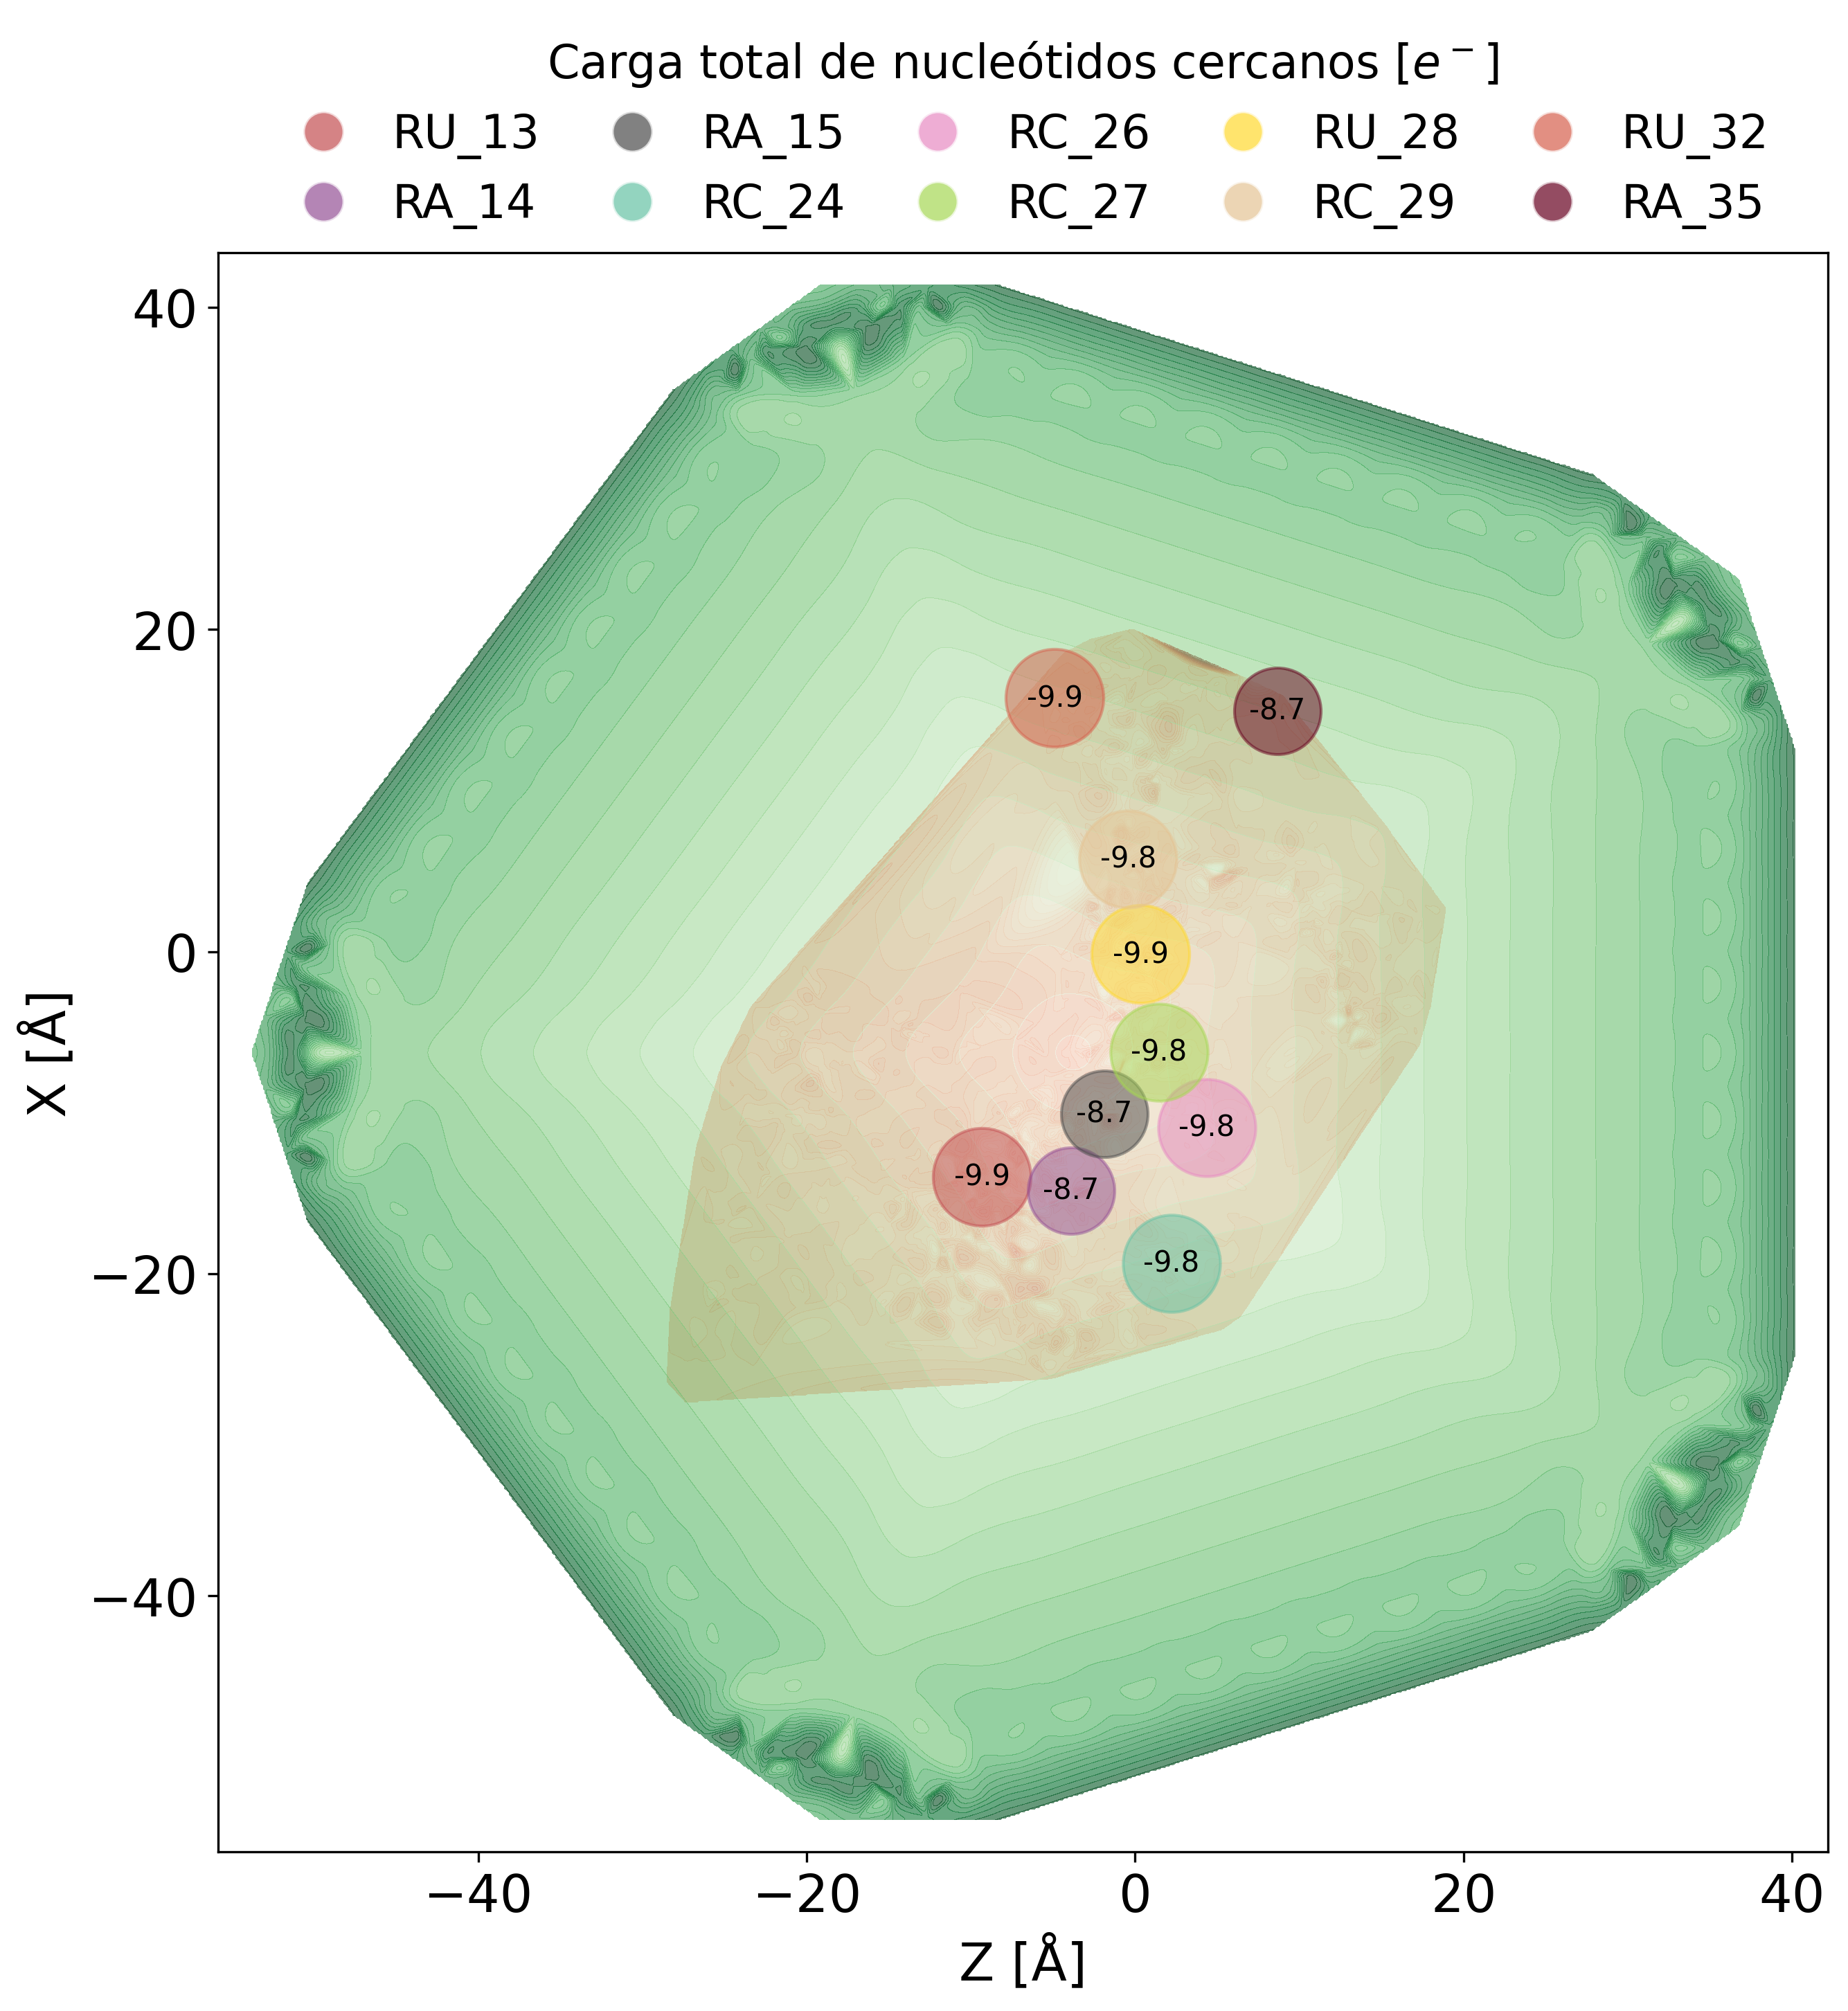 Carga total de nucleótidos cercanos [e⁻]
RU_13 RA_15 RC_26 RU_28 RU_32
RA_14 RC_24 RC_27 RC_29 RA_35
40
20
0
−20
−40
X [Å]
-9.9
-8.7
-9.8
-9.9
-9.8
-8.7
-9.8
-9.9
-8.7
-9.8
−40 −20 0 20 40
Z [Å]